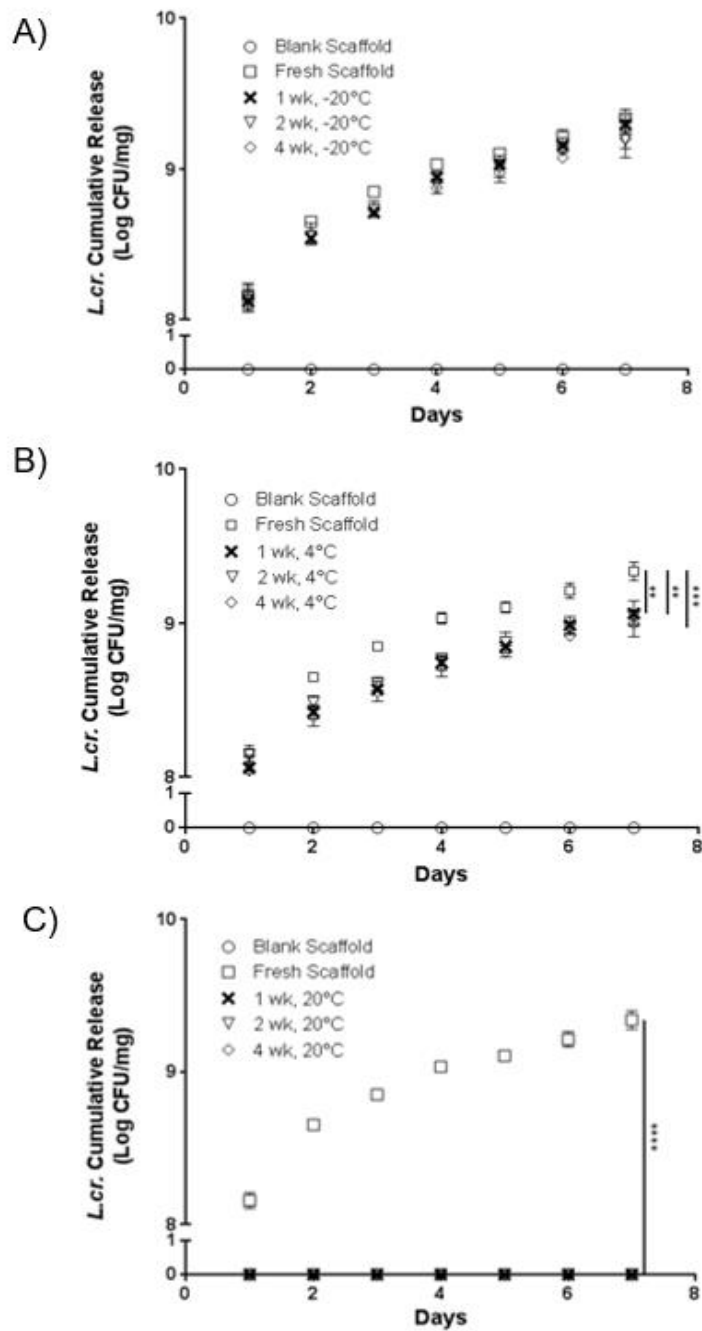 A)
10
9
8
1
0
L.cr. Cumulative Release
(Log CFU/mg)
Blank Scaffold
Fresh Scaffold
1 wk, -20°C
2 wk, -20°C
4 wk, -20°C
0 2 4 6 8
Days
B)
10
9
8
1
0
L.cr. Cumulative Release
(Log CFU/mg)
Blank Scaffold
Fresh Scaffold
1 wk, 4°C
2 wk, 4°C
4 wk, 4°C
**
**
***
0 2 4 6 8
Days
C)
10
9
8
1
0
L.cr. Cumulative Release
(Log CFU/mg)
Blank Scaffold
Fresh Scaffold
1 wk, 20°C
2 wk, 20°C
4 wk, 20°C
****
0 2 4 6 8
Days